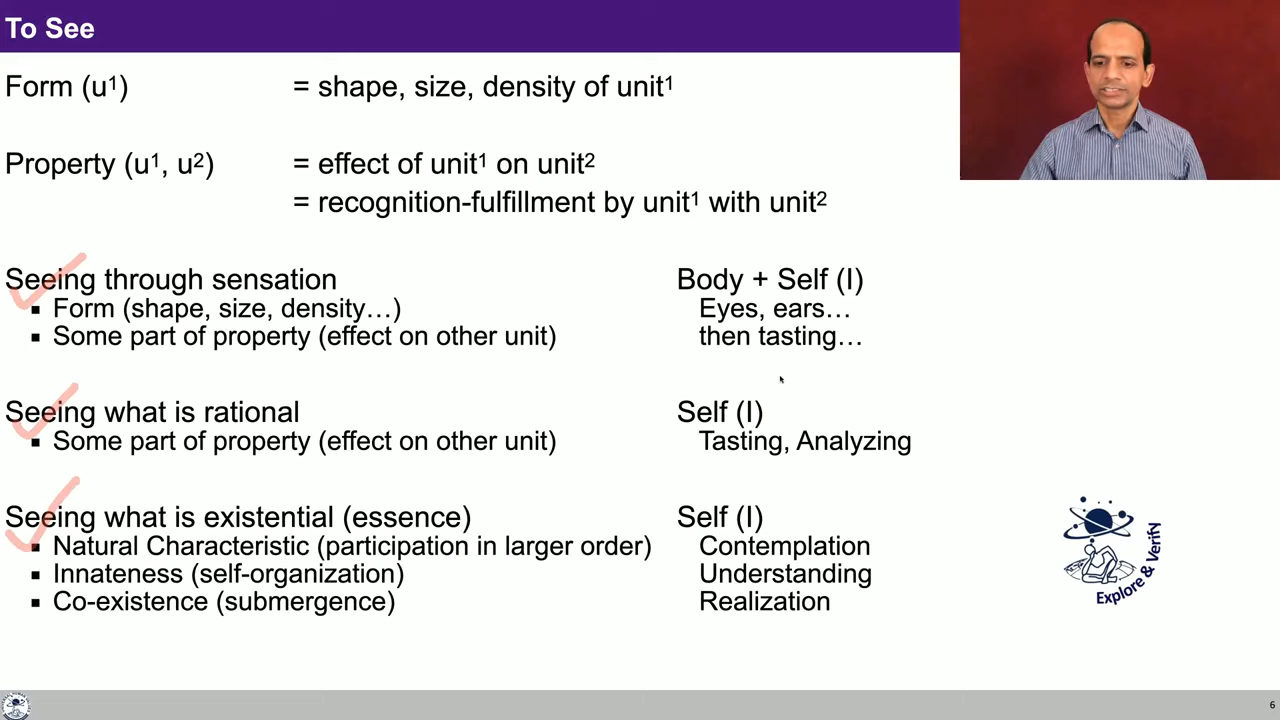 To See
Form (u¹) = shape, size, density of unit¹
Property (u¹, u²) = effect of unit¹ on unit²
= recognition-fulfillment by unit¹ with unit²
Seeing through sensation Body + Self (I)
▪ Form (shape, size, density…) Eyes, ears…
▪ Some part of property (effect on other unit) then tasting…
Seeing what is rational Self (I)
▪ Some part of property (effect on other unit) Tasting, Analyzing
Seeing what is existential (essence) Self (I)
▪ Natural Characteristic (participation in larger order) Contemplation
▪ Innateness (self-organization) Understanding
▪ Co-existence (submergence) Realization
Explore & Verify
6